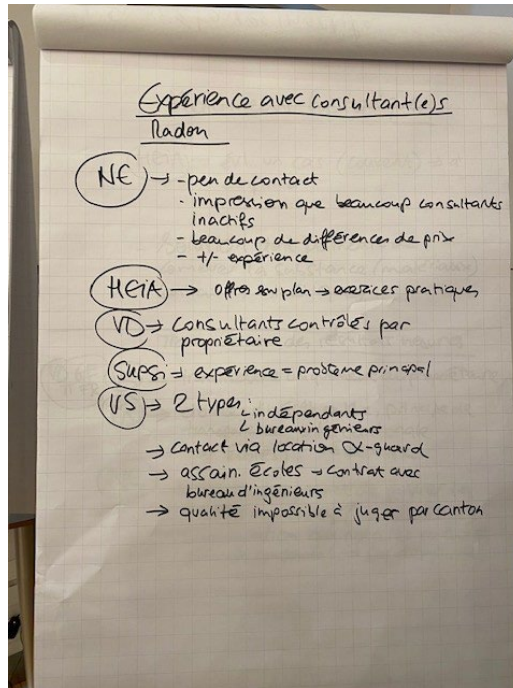 Expérience avec consultant(e)s
Radon
NE → - peu de contact
- impression que beaucoup consultants
inactifs
- beaucoup de différences de prix
- +/- expérience
HEIA → offres sur plan → exercices pratiques
VD → consultants contrôlés par
propriétaire
Supsi → expérience = problème principal
VS → 2 types:
indépendants
bureaux ingénieurs
→ contact via location α-guard
→ assain. écoles → contrat avec
bureau d'ingénieurs
→ qualité impossible à juger par canton